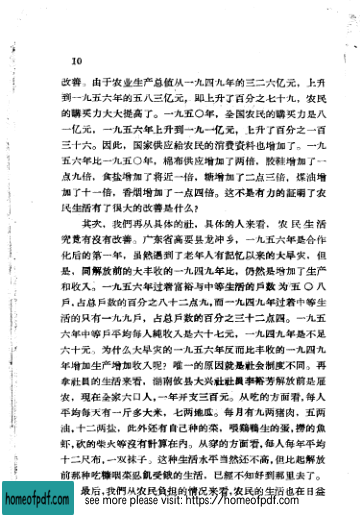 10
改善。由于农业生产总值从一九四九年的三二六亿元，上升
到一九五六年的五八三亿元，即上升了百分之七十九，农民
的購买力大大提高了。一九五〇年，全国农民的購买力是八
一亿元，一九五六年上升到一九一亿元，上升了百分之一百
三十六。因此，国家供应給农民的消費資料也增加了。一九
五六年比一九五〇年，棉布供应增加了两倍，胶鞋增加了一
点九倍，食盐增加了将近一倍，糖增加了二点三倍，煤油增
加了十一倍，香烟增加了一点四倍。这不是有力的証明了农
民生活有了很大的改善是什么？
其次，我們再从具体的社，具体的人来看，农民生活
究竟有沒有改善。广东省高要县龙冲乡，一九五六年是合作
化后的第一年，虽然遇到了老年人有記忆以来的大旱灾，但
是，同解放前的大丰收的一九四九年比，仍然是增加了生产
和收入。一九五六年过着富裕与中等生活的戶数为五〇八
戶，占总戶数的百分之八十二点九，而一九四九年过着中等生
活的只有一九九戶，占总戶数的百分之三十二点四。一九五
六年中等戶平均每人純收入是六十七元，一九四九年是不足
六十元。为什么大旱灾的一九五六年反而比丰收的一九四九
年增加生产增加收入呢？唯一的原因就是社会制度不同。再
拿社員的生活来看，海南攸县大兴社社員李裕芳解放前是雇
农，現在全家六口人，一年开支三百元。从吃的方面看，每人
平均每天有一斤多大米，七两地瓜。每月有九两猪肉，五两
油，十二两盐，此外还有自己种的菜，喂鷄鴨生的蛋，捞的魚
虾，砍的柴火等沒有計算在內。从穿的方面看，每人每年平均
十二尺布，一双袜子。这种生活水平当然还不高，但比起解放
前那种吃糠咽菜忍飢受餓的生活，已經不知好到那里去了。
最后，我們从农民負担的情况来看，农民的生活也在日益
homeofpdf.com
see more please visit: https://homeofpdf.com